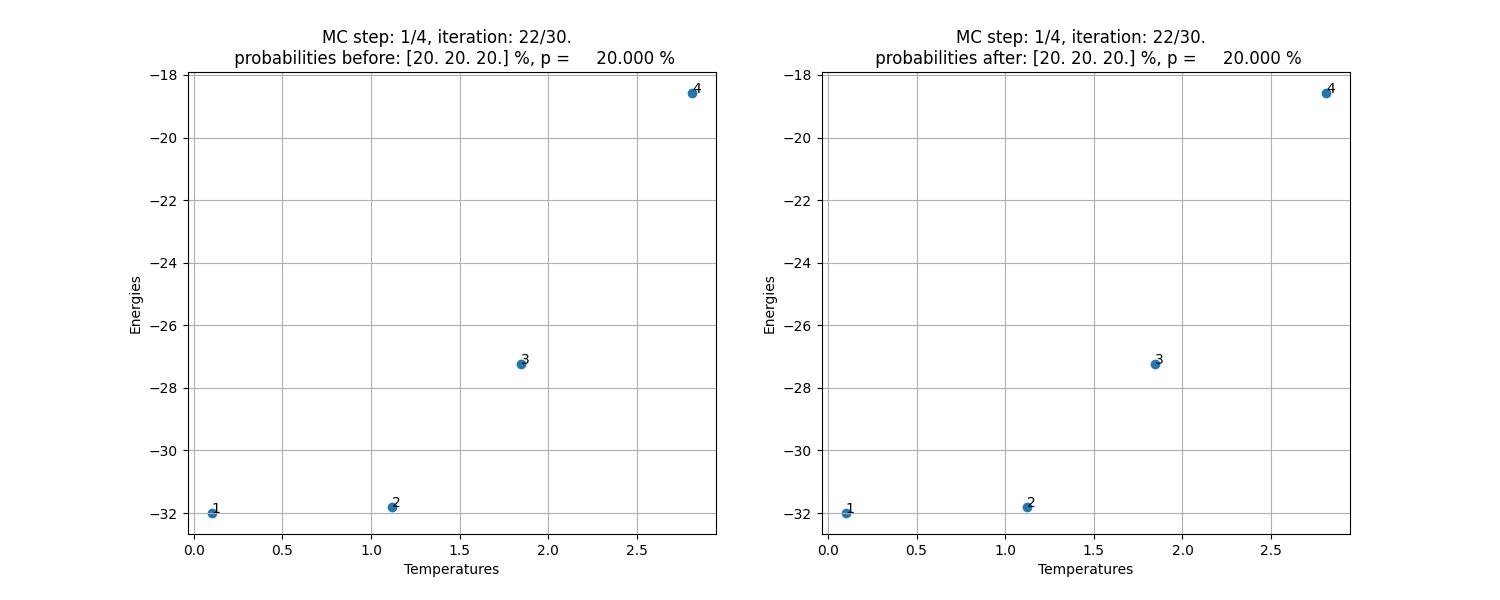 MC step: 1/4, iteration: 22/30.
probabilities before: [20. 20. 20.] %, p =     20.000 %
−18
−20
−22
−24
−26
−28
−30
−32
Energies
4
3
2
1
0.0 0.5 1.0 1.5 2.0 2.5
Temperatures
MC step: 1/4, iteration: 22/30.
probabilities after: [20. 20. 20.] %, p =     20.000 %
−18
−20
−22
−24
−26
−28
−30
−32
Energies
4
3
2
1
0.0 0.5 1.0 1.5 2.0 2.5
Temperatures